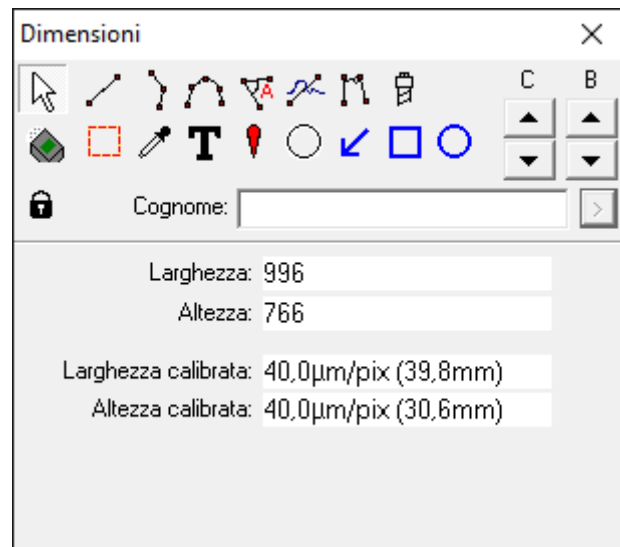 Dimensioni
C B
A
T
Cognome:
Larghezza: 996
Altezza: 766
Larghezza calibrata: 40,0µm/pix (39,8mm)
Altezza calibrata: 40,0µm/pix (30,6mm)